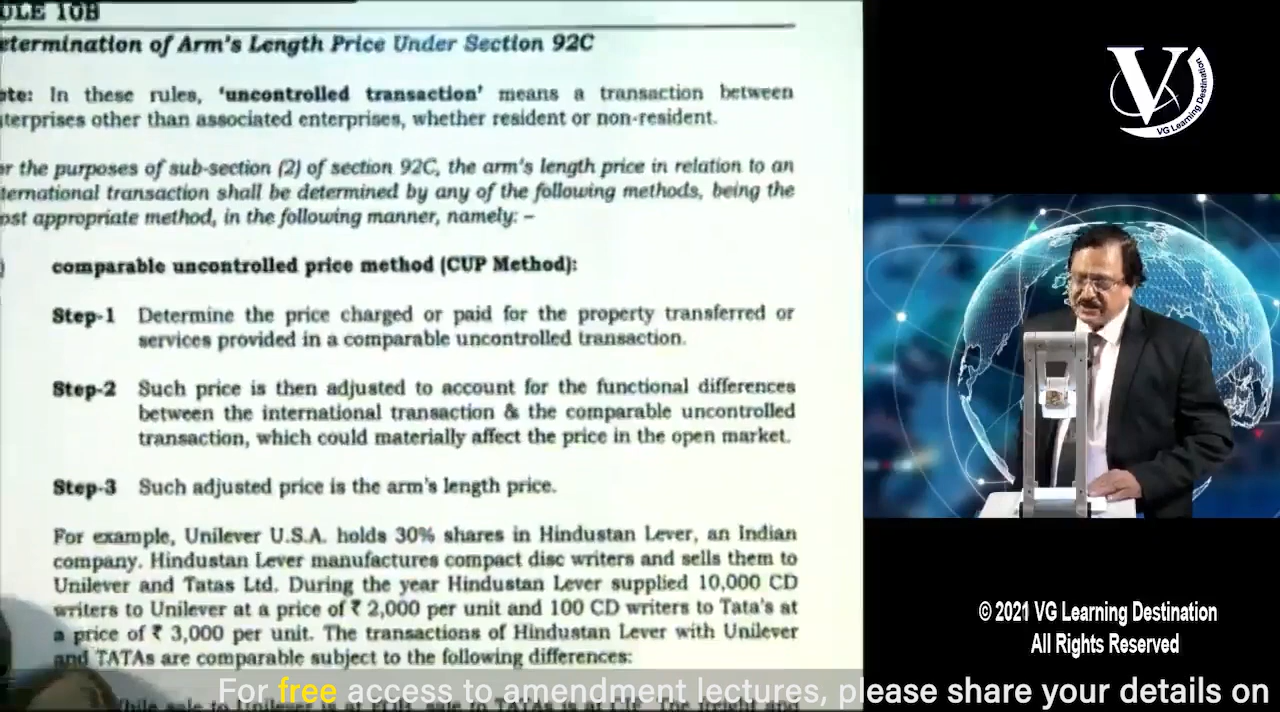 ULE 10B
etermination of Arm's Length Price Under Section 92C
ote: In these rules, 'uncontrolled transaction' means a transaction between
terprises other than associated enterprises, whether resident or non-resident.
or the purposes of sub-section (2) of section 92C, the arm's length price in relation to an
ternational transaction shall be determined by any of the following methods, being the
ost appropriate method, in the following manner, namely: –
) comparable uncontrolled price method (CUP Method):
Step-1 Determine the price charged or paid for the property transferred or
services provided in a comparable uncontrolled transaction.
Step-2 Such price is then adjusted to account for the functional differences
between the international transaction & the comparable uncontrolled
transaction, which could materially affect the price in the open market.
Step-3 Such adjusted price is the arm's length price.
For example, Unilever U.S.A. holds 30% shares in Hindustan Lever, an Indian
company. Hindustan Lever manufactures compact disc writers and sells them to
Unilever and Tatas Ltd. During the year Hindustan Lever supplied 10,000 CD
writers to Unilever at a price of ₹ 2,000 per unit and 100 CD writers to Tata's at
a price of ₹ 3,000 per unit. The transactions of Hindustan Lever with Unilever
and TATAs are comparable subject to the following differences:
V
VG Learning Destination
© 2021 VG Learning Destination
All Rights Reserved
For free access to amendment lectures, please share your details on